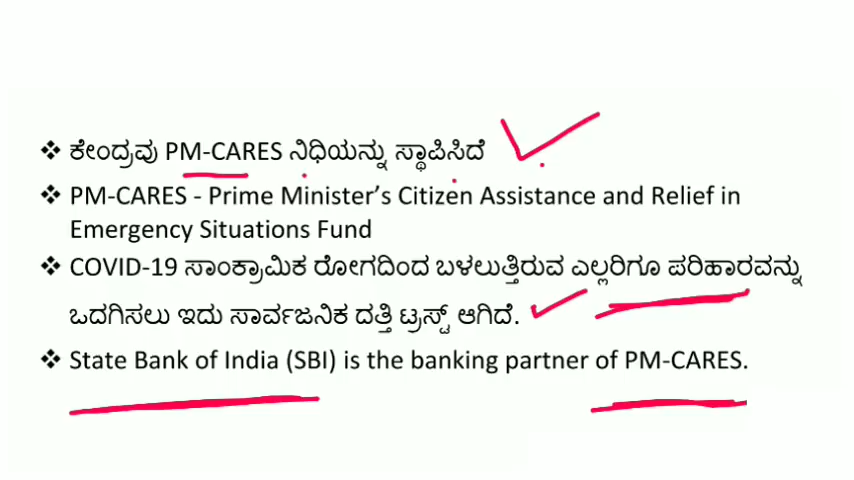 ❖ ಕೇಂದ್ರವು PM-CARES ನಿಧಿಯನ್ನು ಸ್ಥಾಪಿಸಿದೆ
❖ PM-CARES - Prime Minister's Citizen Assistance and Relief in
Emergency Situations Fund
❖ COVID-19 ಸಾಂಕ್ರಾಮಿಕ ರೋಗದಿಂದ ಬಳಲುತ್ತಿರುವ ಎಲ್ಲರಿಗೂ ಪರಿಹಾರವನ್ನು
ಒದಗಿಸಲು ಇದು ಸಾರ್ವಜನಿಕ ದತ್ತಿ ಟ್ರಸ್ಟ್ ಆಗಿದೆ.
❖ State Bank of India (SBI) is the banking partner of PM-CARES.